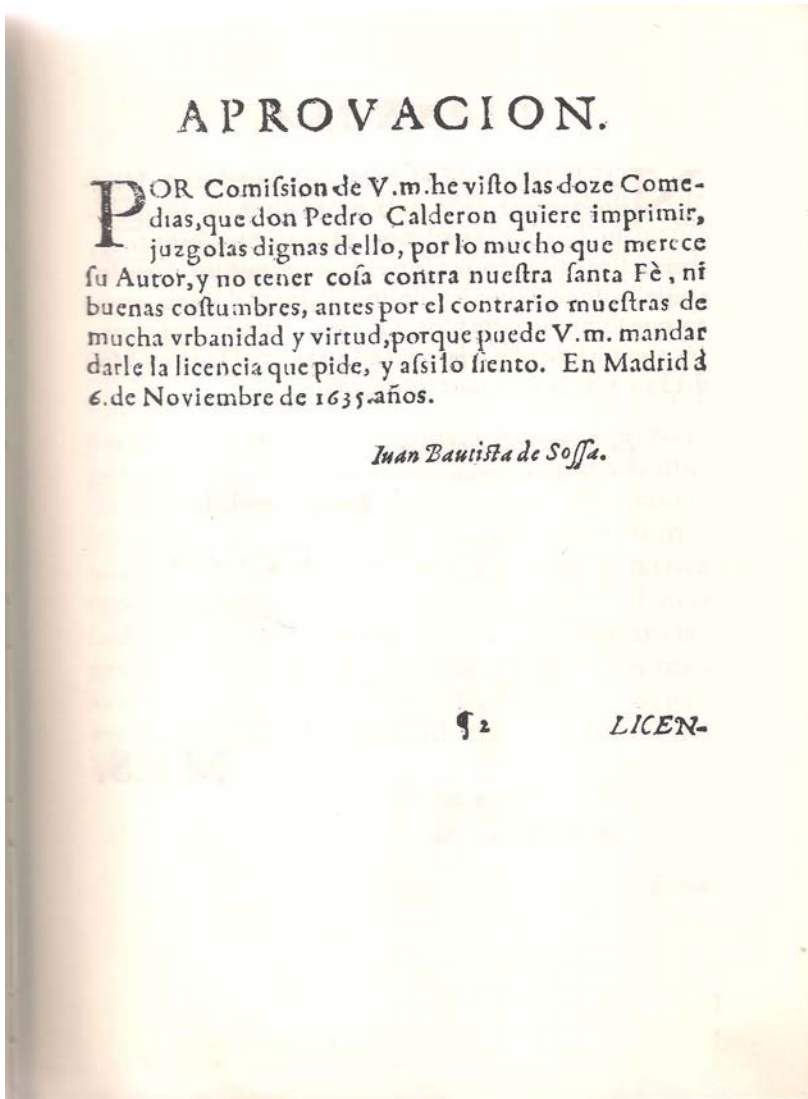 APROVACION.
POR Comiſsion de V.m.he viſto las doze Come-
dias,que don Pedro Calderon quiere imprimir,
juzgolas dignas dello, por lo mucho que merece
ſu Autor,y no tener coſa contra nueſtra ſanta Fè, ni
buenas coſtumbres, antes por el contrario mueſtras de
mucha vrbanidad y virtud,porque puede V.m. mandar
darle la licencia que pide, y aſsi lo ſiento. En Madrid à
6.de Noviembre de 1635.años.
Iuan Bautiſta de Soſſa.
¶ 2 LICEN-